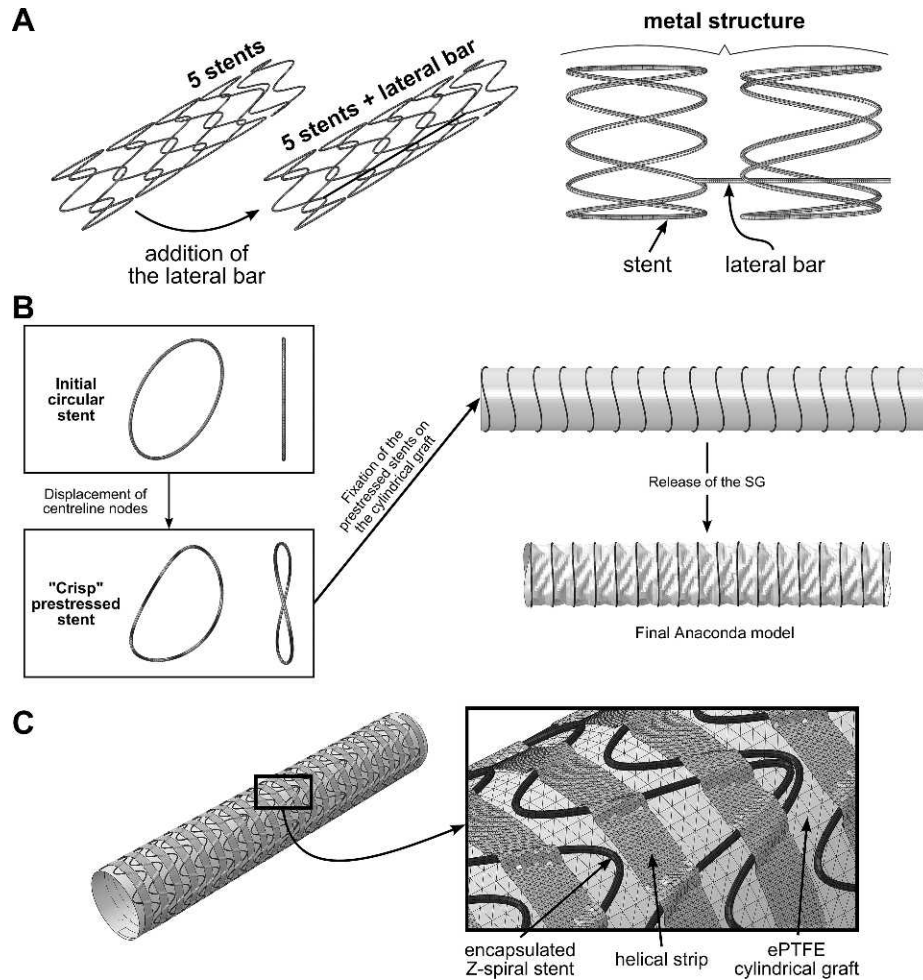 A
5 stents
5 stents + lateral bar
addition of
the lateral bar
metal structure
stent
lateral bar
B
Initial
circular
stent
Displacement of
centreline nodes
"Crisp"
prestressed
stent
Fixation of the
prestressed stents on
the cylindrical graft
Release of the SG
Final Anaconda model
C
encapsulated
Z-spiral stent
helical strip
ePTFE
cylindrical graft